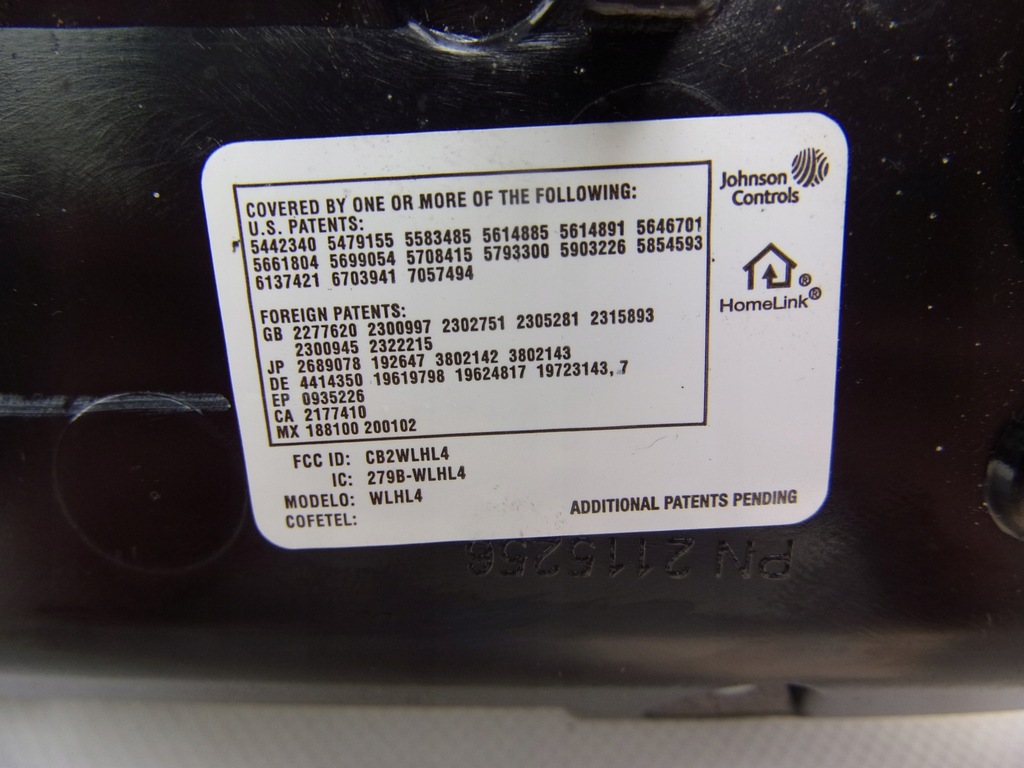 COVERED BY ONE OR MORE OF THE FOLLOWING:
U.S. PATENTS:
5442340 5479155 5583485 5614885 5614891 5646701
5661804 5699054 5708415 5793300 5903226 5854593
6137421 6703941 7057494
FOREIGN PATENTS:
GB 2277620 2300997 2302751 2305281 2315893
2300945 2322215
JP 2689078 192647 3802142 3802143
DE 4414350 19619798 19624817 19723143,7
EP 0935226
CA 2177410
MX 188100 200102
FCC ID: CB2WLHL4
IC: 279B-WLHL4
MODELO: WLHL4
COFETEL:
Johnson
Controls
®
HomeLink®
ADDITIONAL PATENTS PENDING
PN 2115256